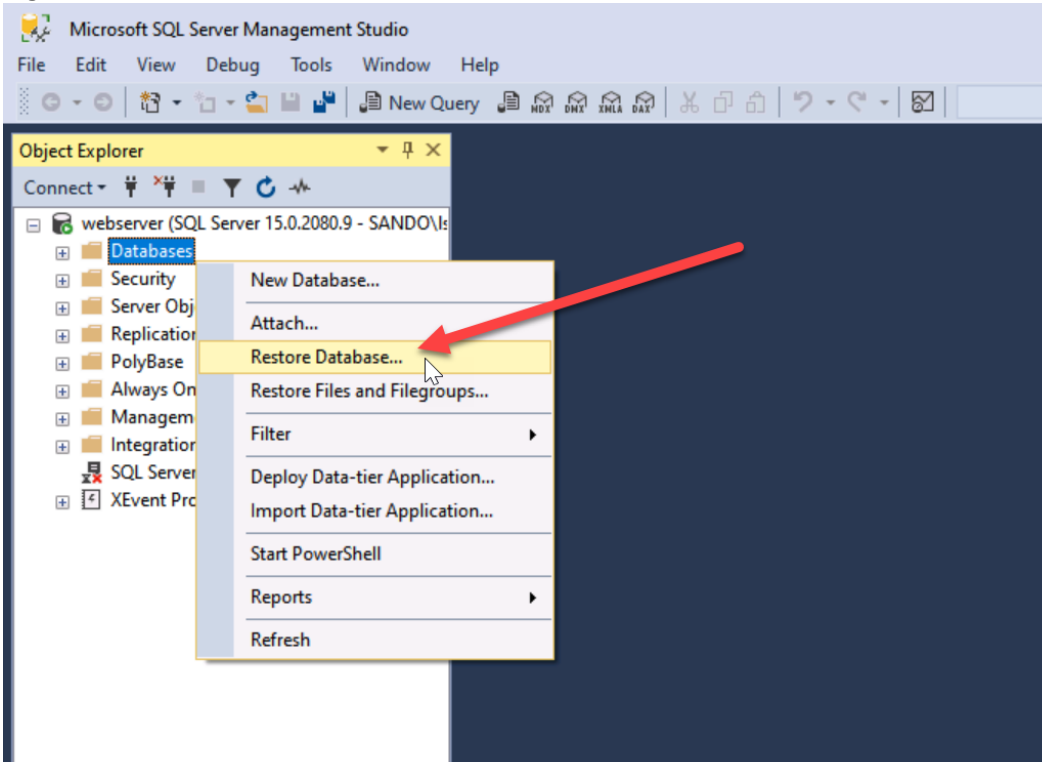 Microsoft SQL Server Management Studio
File Edit View Debug Tools Window Help
New Query MDX DMX XMLA DAX
Object Explorer
Connect
webserver (SQL Server 15.0.2080.9 - SANDO\Is
Databases
Security
Server Obj
Replication
PolyBase
Always On
Managem
Integration
SQL Server
XEvent Pro
New Database...
Attach...
Restore Database...
Restore Files and Filegroups...
Filter
Deploy Data-tier Application...
Import Data-tier Application...
Start PowerShell
Reports
Refresh